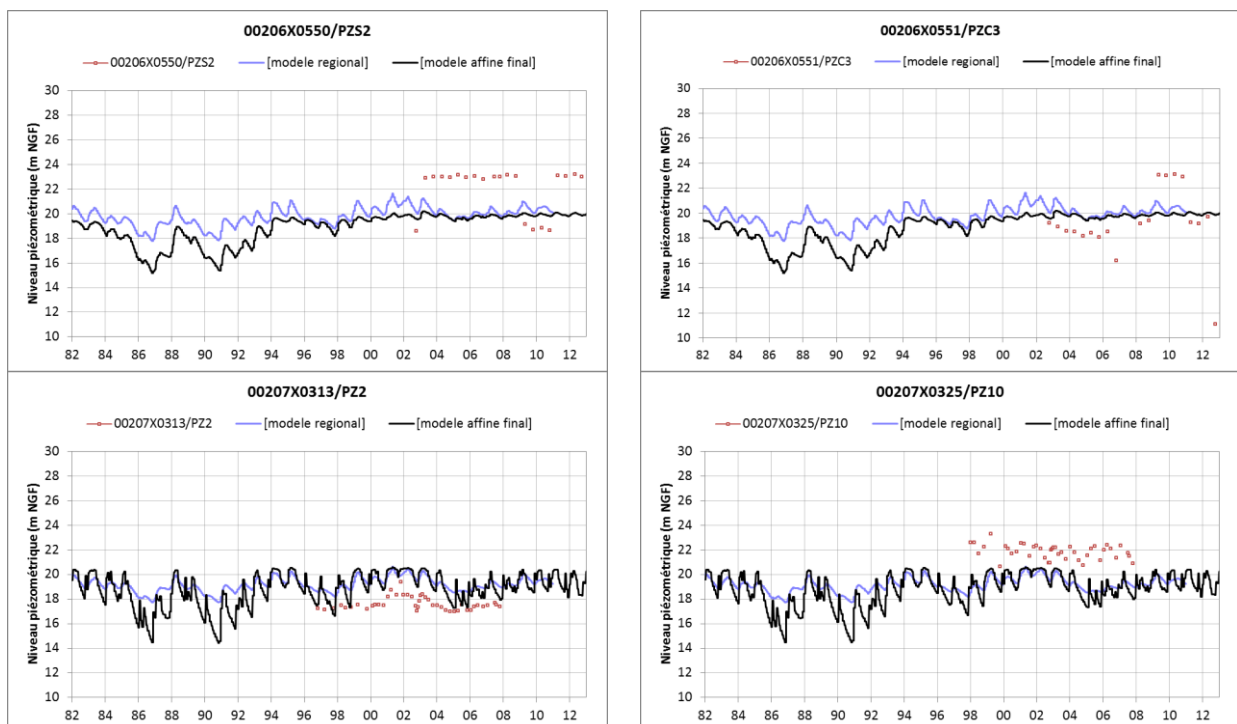 00206X0550/PZS2
00206X0550/PZS2 [modele regional] [modele affine final]
Niveau piézométrique (m NGF)
30
28
26
24
22
20
18
16
14
12
10
82 84 86 88 90 92 94 96 98 00 02 04 06 08 10 12
00206X0551/PZC3
00206X0551/PZC3 [modele regional] [modele affine final]
Niveau piézométrique (m NGF)
30
28
26
24
22
20
18
16
14
12
10
82 84 86 88 90 92 94 96 98 00 02 04 06 08 10 12
00207X0313/PZ2
00207X0313/PZ2 [modele regional] [modele affine final]
Niveau piézométrique (m NGF)
30
28
26
24
22
20
18
16
14
12
10
82 84 86 88 90 92 94 96 98 00 02 04 06 08 10 12
00207X0325/PZ10
00207X0325/PZ10 [modele regional] [modele affine final]
Niveau piézométrique (m NGF)
30
28
26
24
22
20
18
16
14
12
10
82 84 86 88 90 92 94 96 98 00 02 04 06 08 10 12